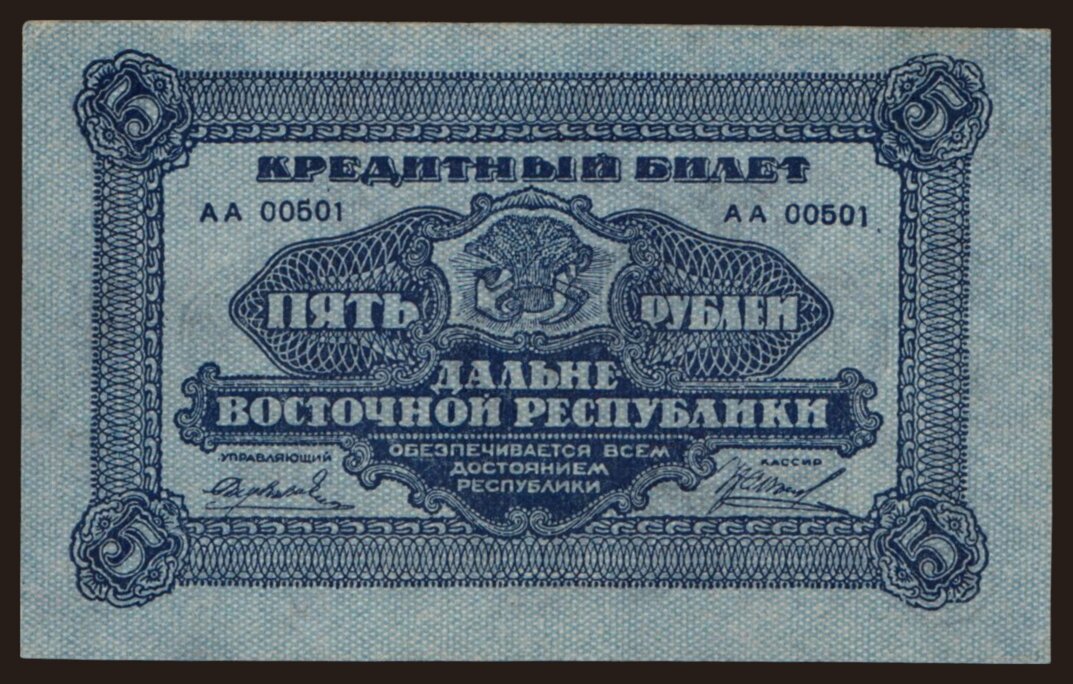 5 5
КРЕДИТНЫЙ БИЛЕТ
АА 00501 АА 00501
ПЯТЬ РУБЛЕЙ
ДАЛЬНЕ
ВОСТОЧНОЙ РЕСПУБЛИКИ
ОБЕЗПЕЧИВАЕТСЯ ВСЕМ
ДОСТОЯНИЕМ
РЕСПУБЛИКИ
УПРАВЛЯЮЩИЙ
КАССИР
5 5